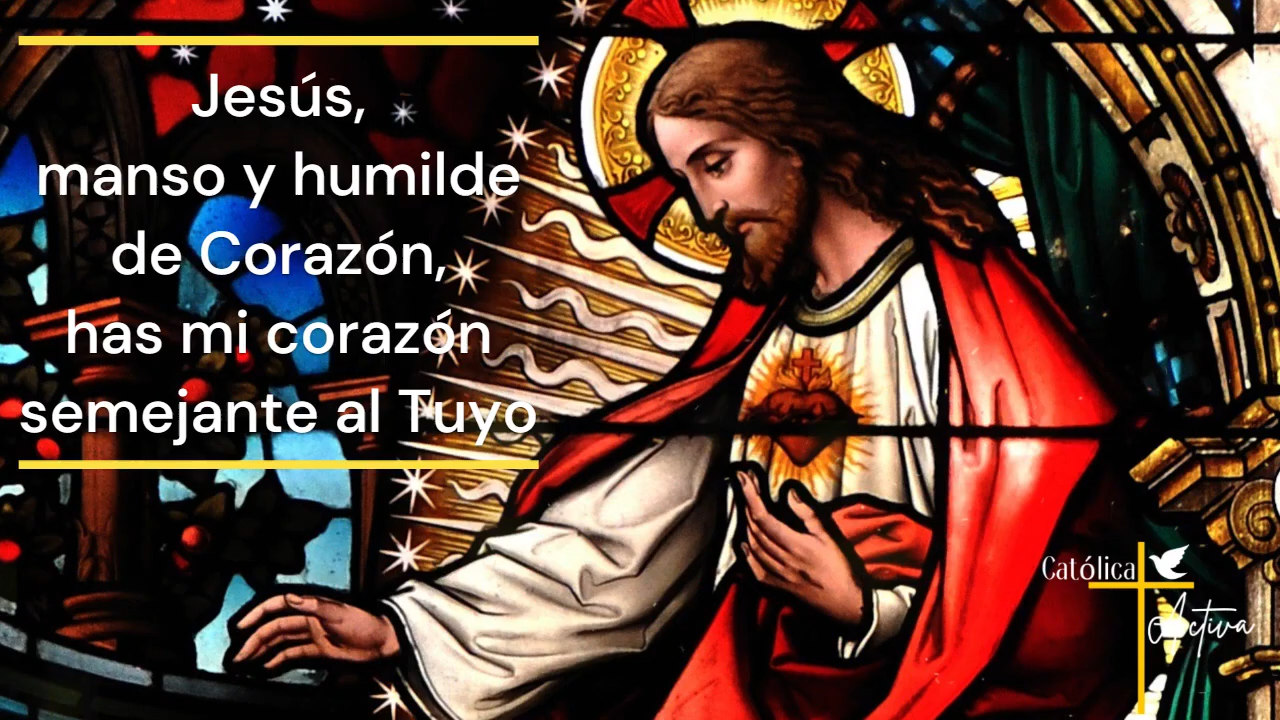 Jesús,
manso y humilde
de Corazón,
has mi corazón
semejante al Tuyo
Católica
Activa